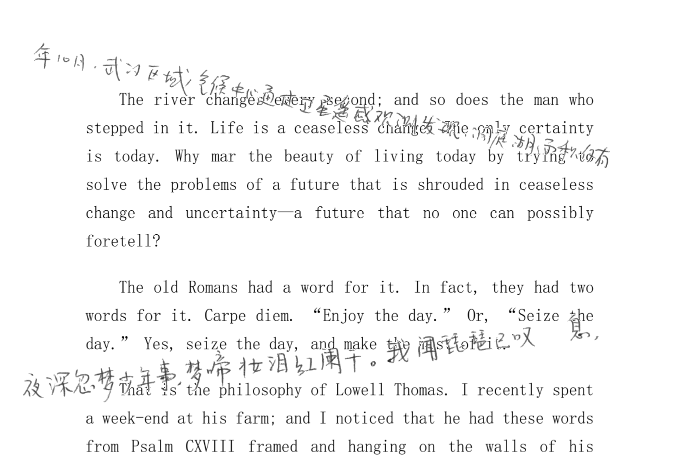 年10月，武汉区域气候中心通过卫星遥感观测发现，洞庭湖面积仅有
The river changes every second; and so does the man who
stepped in it. Life is a ceaseless change. The only certainty
is today. Why mar the beauty of living today by trying to
solve the problems of a future that is shrouded in ceaseless
change and uncertainty—a future that no one can possibly
foretell?
The old Romans had a word for it. In fact, they had two
words for it. Carpe diem. “Enjoy the day.” Or, “Seize the
day.” Yes, seize the day, and make the most of it.
夜深忽梦少年事，梦啼妆泪红阑干。我闻琵琶已叹息，
That is the philosophy of Lowell Thomas. I recently spent
a week-end at his farm; and I noticed that he had these words
from Psalm CXVIII framed and hanging on the walls of his